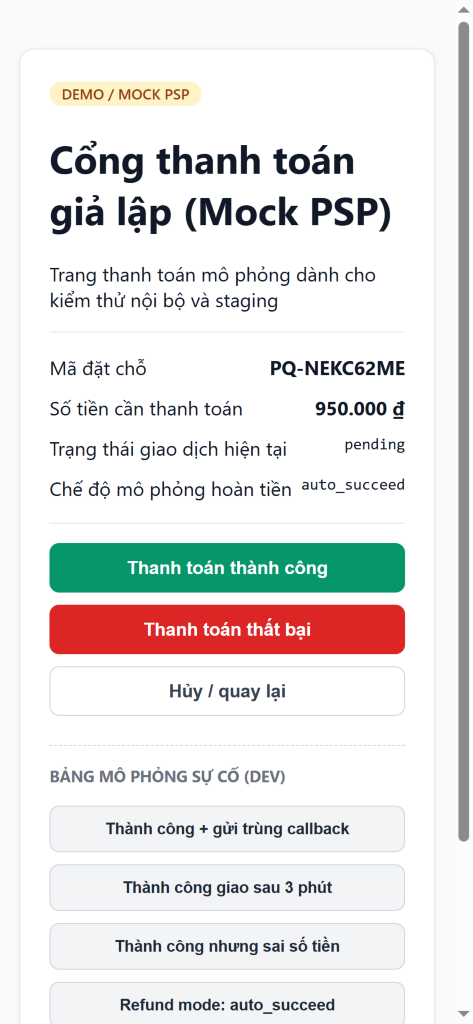 DEMO / MOCK PSP
Cổng thanh toán
giả lập (Mock PSP)
Trang thanh toán mô phỏng dành cho
kiểm thử nội bộ và staging
Mã đặt chỗ PQ-NEKC62ME
Số tiền cần thanh toán 950.000 ₫
Trạng thái giao dịch hiện tại pending
Chế độ mô phỏng hoàn tiền auto_succeed
Thanh toán thành công
Thanh toán thất bại
Hủy / quay lại
BẢNG MÔ PHỎNG SỰ CỐ (DEV)
Thành công + gửi trùng callback
Thành công giao sau 3 phút
Thành công nhưng sai số tiền
Refund mode: auto_succeed